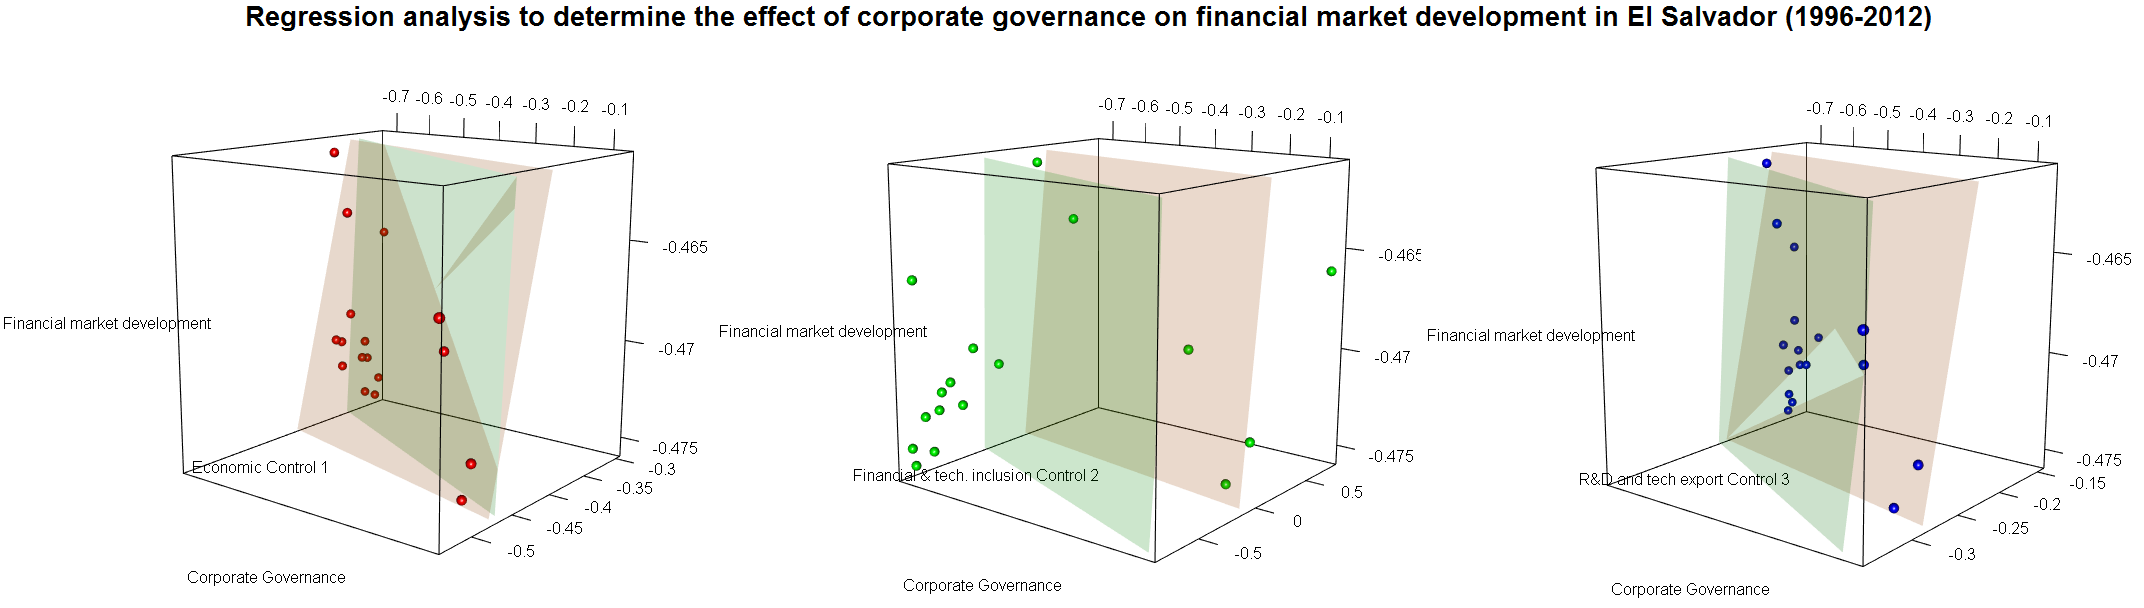 Regression analysis to determine the effect of corporate governance on financial market development in El Salvador (1996-2012)
-0.7 -0.6 -0.5 -0.4 -0.3 -0.2 -0.1
-0.465
-0.47
-0.475
-0.3
-0.35
-0.4
-0.45
-0.5
Financial market development
Economic Control 1
Corporate Governance
-0.7 -0.6 -0.5 -0.4 -0.3 -0.2 -0.1
-0.465
-0.47
-0.475
0.5
0
-0.5
Financial market development
Financial & tech. inclusion Control 2
Corporate Governance
-0.7 -0.6 -0.5 -0.4 -0.3 -0.2 -0.1
-0.465
-0.47
-0.475
-0.15
-0.2
-0.25
-0.3
Financial market development
R&D and tech export Control 3
Corporate Governance